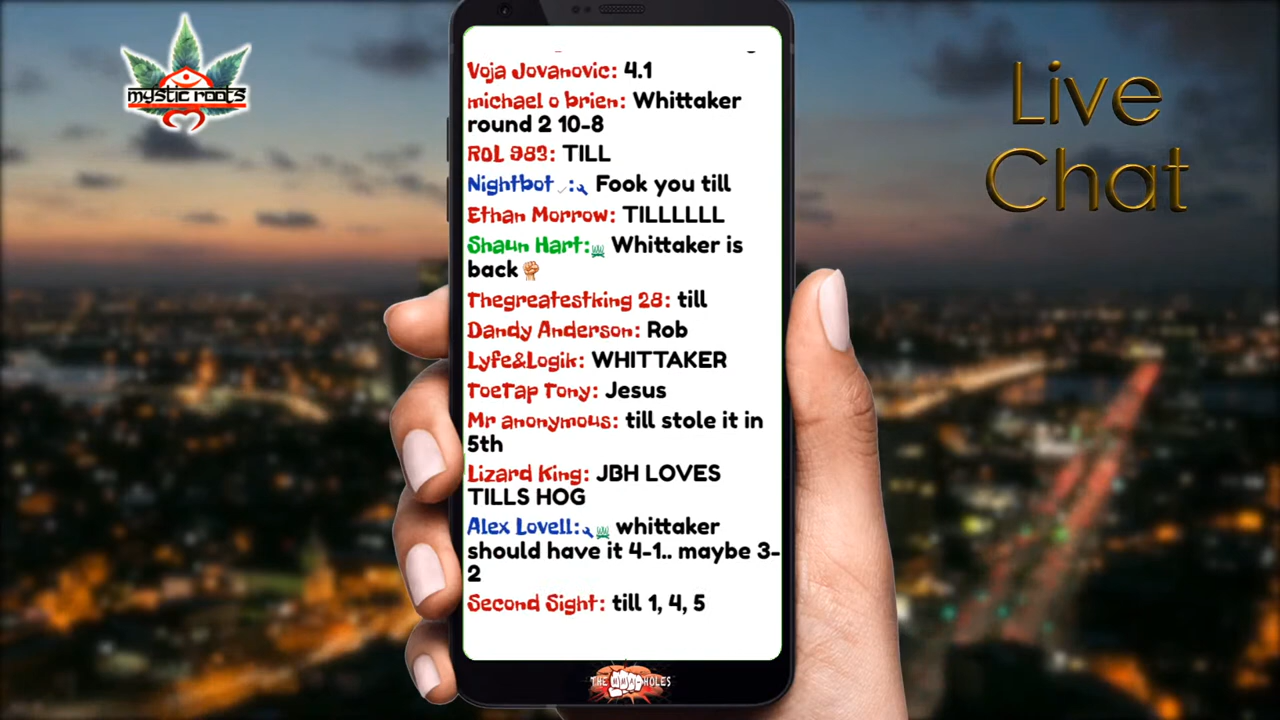 mystic roots
Live
Chat
Voja Jovanovic: 4.1
michael o brien: Whittaker
round 2 10-8
ROL 983: TILL
Nightbot : Fook you till
Ethan Morrow: TILLLLLL
Shaun Hart: Whittaker is
back✊
Thegreatestking 28: till
Dandy Anderson: Rob
Lyfe&Logik: WHITTAKER
ToeTap Tony: Jesus
Mr anonymous: till stole it in
5th
Lizard King: JBH LOVES
TILLS HOG
Alex Lovell: whittaker
should have it 4-1.. maybe 3-
2
Second Sight: till 1, 4, 5
THE MMA-HOLES